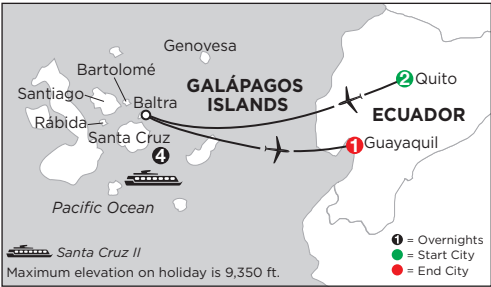 Genovesa
Bartolomé
Santiago
Baltra
GALÁPAGOS
ISLANDS
2 Quito
Rábida
ECUADOR
Santa Cruz
1 Guayaquil
4
Pacific Ocean
Santa Cruz II
Maximum elevation on holiday is 9,350 ft.
1 = Overnights
= Start City
= End City